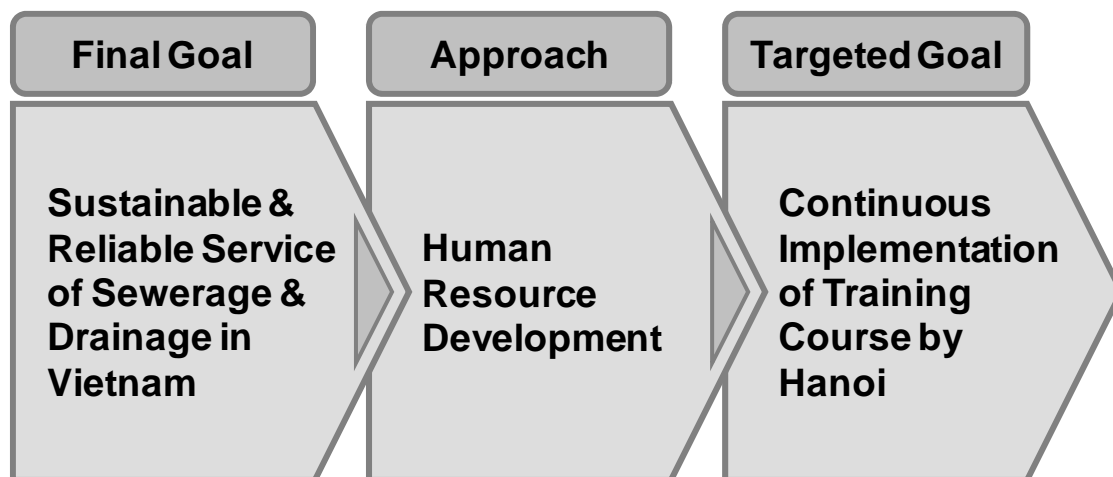 Final Goal
Sustainable &
Reliable Service
of Sewerage &
Drainage in
Vietnam
Approach
Human
Resource
Development
Targeted Goal
Continuous
Implementation
of Training
Course by
Hanoi